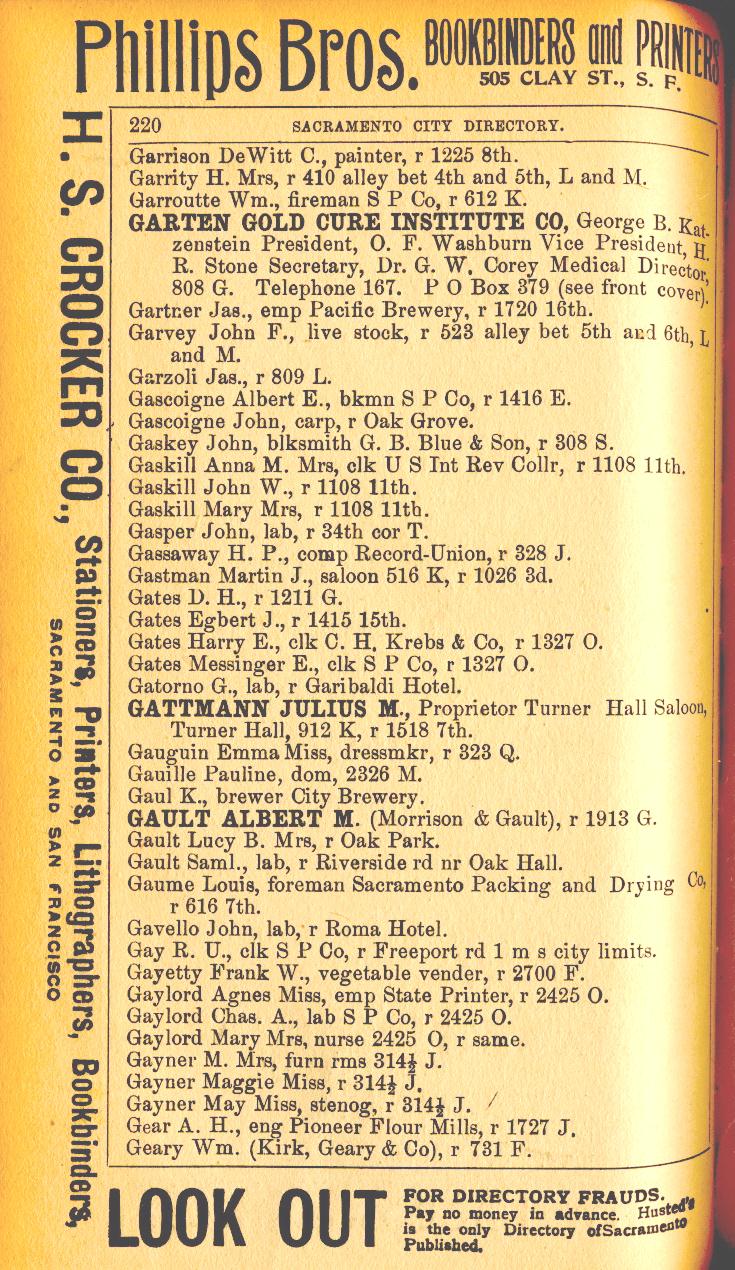 Phillips Bros. BOOKBINDERS and PRINTERS
505 CLAY ST., S. F.
H. S. CROCKER CO., Stationers, Printers, Lithographers, Bookbinders,
SACRAMENTO AND SAN FRANCISCO
220 SACRAMENTO CITY DIRECTORY.
Garrison DeWitt C., painter, r 1225 8th.
Garrity H. Mrs, r 410 alley bet 4th and 5th, L and M.
Garroutte Wm., fireman S P Co, r 612 K.
GARTEN GOLD CURE INSTITUTE CO, George B. Kat-
zenstein President, O. F. Washburn Vice President, H.
R. Stone Secretary, Dr. G. W. Corey Medical Director,
808 G. Telephone 167. P O Box 379 (see front cover).
Gartner Jas., emp Pacific Brewery, r 1720 16th.
Garvey John F., live stock, r 523 alley bet 5th and 6th, L
and M.
Garzoli Jas., r 809 L.
Gascoigne Albert E., bkmn S P Co, r 1416 E.
Gascoigne John, carp, r Oak Grove.
Gaskey John, blksmith G. B. Blue & Son, r 308 S.
Gaskill Anna M. Mrs, clk U S Int Rev Collr, r 1108 11th.
Gaskill John W., r 1108 11th.
Gaskill Mary Mrs, r 1108 11th.
Gasper John, lab, r 34th cor T.
Gassaway H. P., comp Record-Union, r 328 J.
Gastman Martin J., saloon 516 K, r 1026 3d.
Gates D. H., r 1211 G.
Gates Egbert J., r 1415 15th.
Gates Harry E., clk C. H. Krebs & Co, r 1327 O.
Gates Messinger E., clk S P Co, r 1327 O.
Gatorno G., lab, r Garibaldi Hotel.
GATTMANN JULIUS M., Proprietor Turner Hall Saloon,
Turner Hall, 912 K, r 1518 7th.
Gauguin Emma Miss, dressmkr, r 323 Q.
Gauille Pauline, dom, 2326 M.
Gaul K., brewer City Brewery.
GAULT ALBERT M. (Morrison & Gault), r 1913 G.
Gault Lucy B. Mrs, r Oak Park.
Gault Saml., lab, r Riverside rd nr Oak Hall.
Gaume Louis, foreman Sacramento Packing and Drying Co,
r 616 7th.
Gavello John, lab, r Roma Hotel.
Gay R. U., clk S P Co, r Freeport rd 1 m s city limits.
Gayetty Frank W., vegetable vender, r 2700 F.
Gaylord Agnes Miss, emp State Printer, r 2425 O.
Gaylord Chas. A., lab S P Co, r 2425 O.
Gaylord Mary Mrs, nurse 2425 O, r same.
Gayner M. Mrs, furn rms 314½ J.
Gayner Maggie Miss, r 314½ J.
Gayner May Miss, stenog, r 314½ J.
Gear A. H., eng Pioneer Flour Mills, r 1727 J.
Geary Wm. (Kirk, Geary & Co), r 731 F.
LOOK OUT FOR DIRECTORY FRAUDS.
Pay no money in advance. Husted's
is the only Directory ofSacramento
Published.